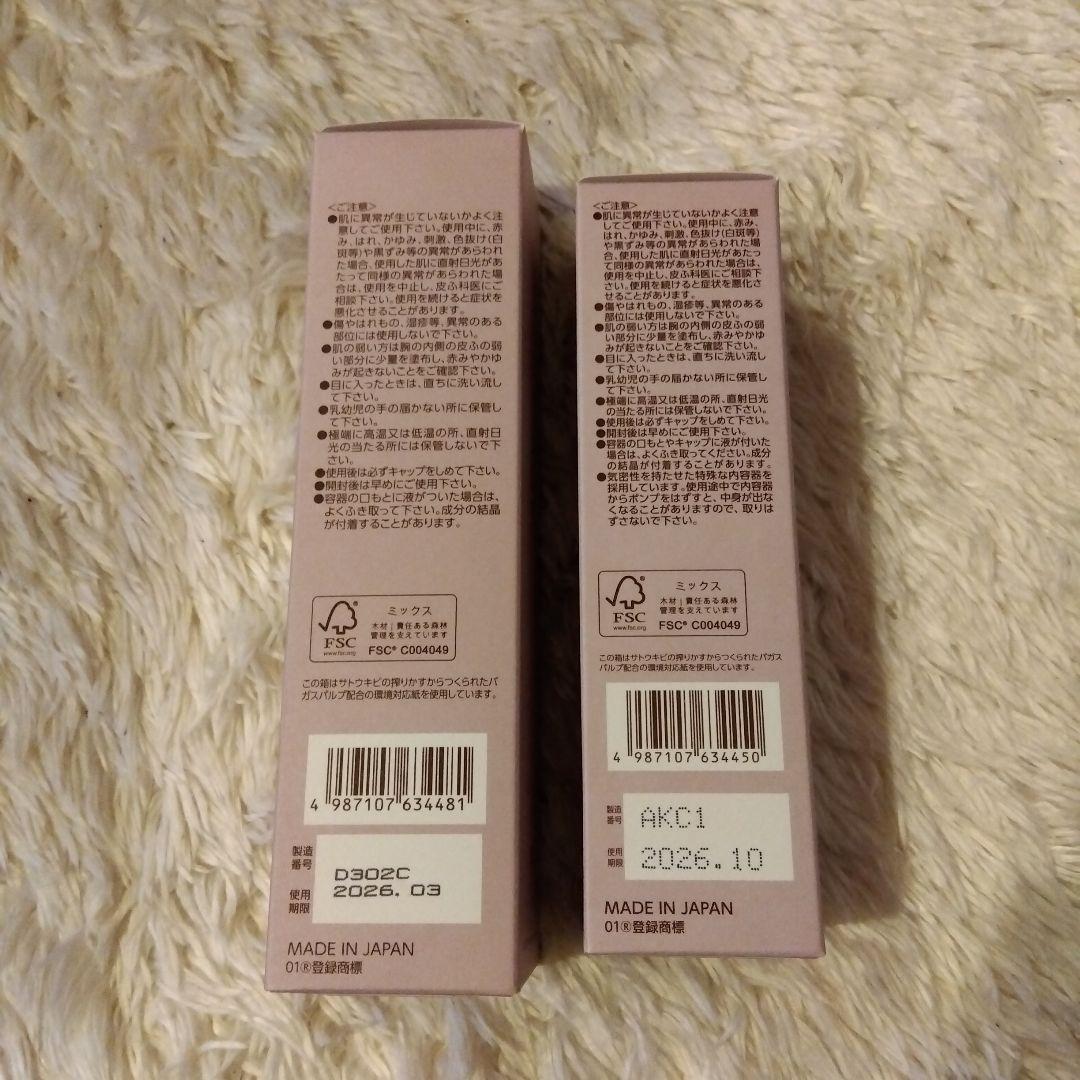 <ご注意>
●肌に異常が生じていないかよく注
意してご使用下さい。使用中に、赤
み、はれ、かゆみ、刺激、色抜け(白
斑等)や黒ずみ等の異常があらわれ
た場合、使用した肌に直射日光があ
たって同様の異常があらわれた場合
は、使用を中止し、皮ふ科医にご相
談下さい。使用を続けると症状を
悪化させることがあります。
●傷やはれもの、湿疹等、異常のある
部位には使用しないで下さい。
●肌の弱い方は腕の内側の皮ふの弱
い部分に少量を塗布し、赤みやかゆ
みが起きないことをご確認下さい。
●目に入ったときは、直ちに洗い流し
て下さい。
●乳幼児の手の届かない所に保管し
て下さい。
●極端に高温又は低温の所、直射日
光の当たる所には保管しないで下
さい。
●使用後は必ずキャップをしめて下さい。
●開封後は早めにご使用下さい。
●容器の口もとに液がついた場合は、
よくふき取って下さい。成分の結晶
が付着することがあります。
FSC®
www.fsc.org
ミックス
木材|責任ある森林
管理を支えています
FSC® C004049
この箱はサトウキビの搾りかすからつくられたバ
ガスパルプ配合の環境対応紙を使用しています。
4 987107 634481
製造
番号
D302C
使用
期限
2026. 03
MADE IN JAPAN
01®登録商標
<ご注意>
●肌に異常が生じていないかよく注意
してご使用下さい。使用中に、赤み、
はれ、かゆみ、刺激、色抜け(白斑等)
や黒ずみ等の異常があらわれた場
合、使用した肌に直射日光があたっ
て同様の異常があらわれた場合は、
使用を中止し、皮ふ科医にご相談下
さい。使用を続けると症状を悪化
させることがあります。
●傷やはれもの、湿疹等、異常のある
部位には使用しないで下さい。
●肌の弱い方は腕の内側の皮ふの弱
い部分に少量を塗布し、赤みやかゆ
みが起きないことをご確認下さい。
●目に入ったときは、直ちに洗い流し
て下さい。
●乳幼児の手の届かない所に保管し
て下さい。
●極端に高温又は低温の所、直射日光
の当たる所には保管しないで下さい。
●使用後は必ずキャップをしめて下さい。
●開封後は早めにご使用下さい。
●容器の口もとやキャップに液が付いた
場合は、よくふき取ってください。成分
の結晶が付着することがあります。
●気密性を持たせた特殊な内容器を
採用しています。使用途中で内容器
からポンプをはずすと、中身が出な
くなることがありますので、取りは
ずさないで下さい。
FSC®
www.fsc.org
ミックス
木材|責任ある森林
管理を支えています
FSC® C004049
この箱はサトウキビの搾りかすからつくられたバガス
パルプ配合の環境対応紙を使用しています。
4 987107 634450
製造
番号
AKC1
使用
期限
2026.10
MADE IN JAPAN
01®登録商標